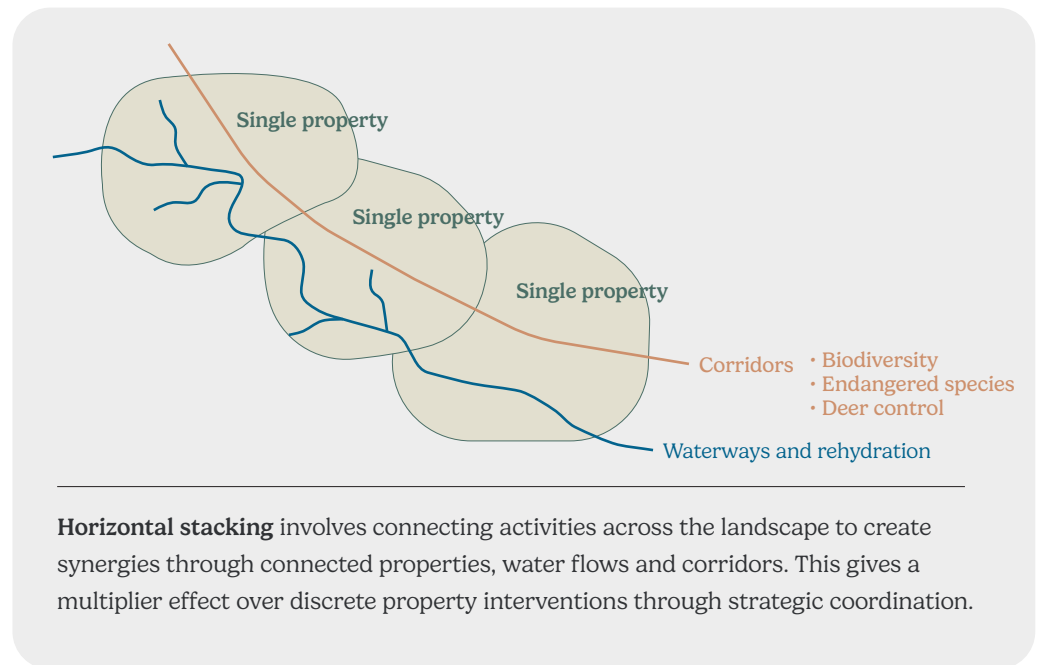 Single property
Single property
Single property
Corridors
• Biodiversity
• Endangered species
• Deer control
Waterways and rehydration
Horizontal stacking involves connecting activities across the landscape to create
synergies through connected properties, water flows and corridors. This gives a
multiplier effect over discrete property interventions through strategic coordination.